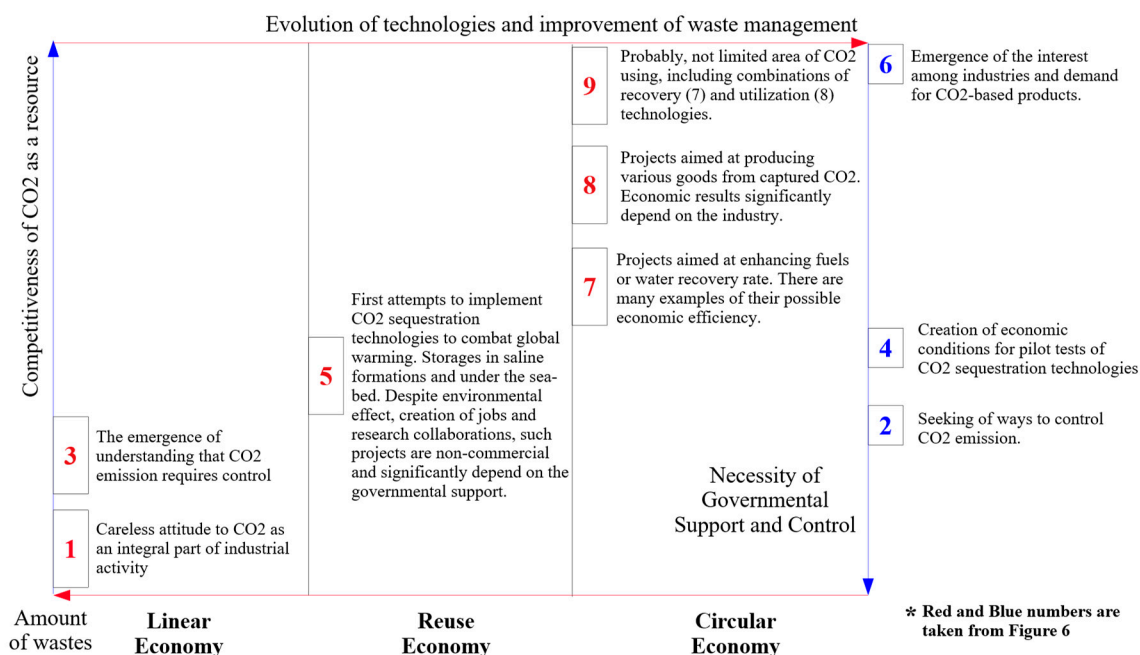 Evolution of technologies and improvement of waste management
Competitiveness of CO2 as a resource
9
Probably, not limited area of CO2
using, including combinations of
recovery (7) and utilization (8)
technologies.
6
Emergence of the interest
among industries and demand
for CO2-based products.
8
Projects aimed at producing
various goods from captured CO2.
Economic results significantly
depend on the industry.
7
Projects aimed at enhancing fuels
or water recovery rate. There are
many examples of their possible
economic efficiency.
5
First attempts to implement
CO2 sequestration
technologies to combat global
warming. Storages in saline
formations and under the sea-
bed. Despite environmental
effect, creation of jobs and
research collaborations, such
projects are non-commercial
and significantly depend on the
governmental support.
4
Creation of economic
conditions for pilot tests of
CO2 sequestration technologies
2
Seeking of ways to control
CO2 emission.
3
The emergence of
understanding that CO2
emission requires control
1
Careless attitude to CO2 as
an integral part of industrial
activity
Necessity of
Governmental
Support and Control
Amount
of wastes
Linear
Economy
Reuse
Economy
Circular
Economy
* Red and Blue numbers are
taken from Figure 6